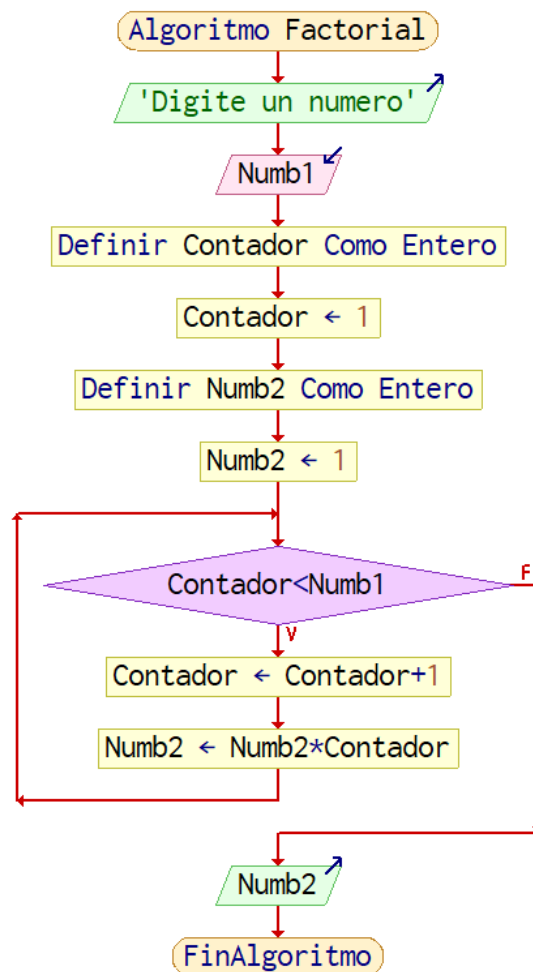 Algoritmo Factorial
'Digite un numero'
Numb1
Definir Contador Como Entero
Contador ← 1
Definir Numb2 Como Entero
Numb2 ← 1
Contador<Numb1
F
V
Contador ← Contador+1
Numb2 ← Numb2*Contador
Numb2
FinAlgoritmo